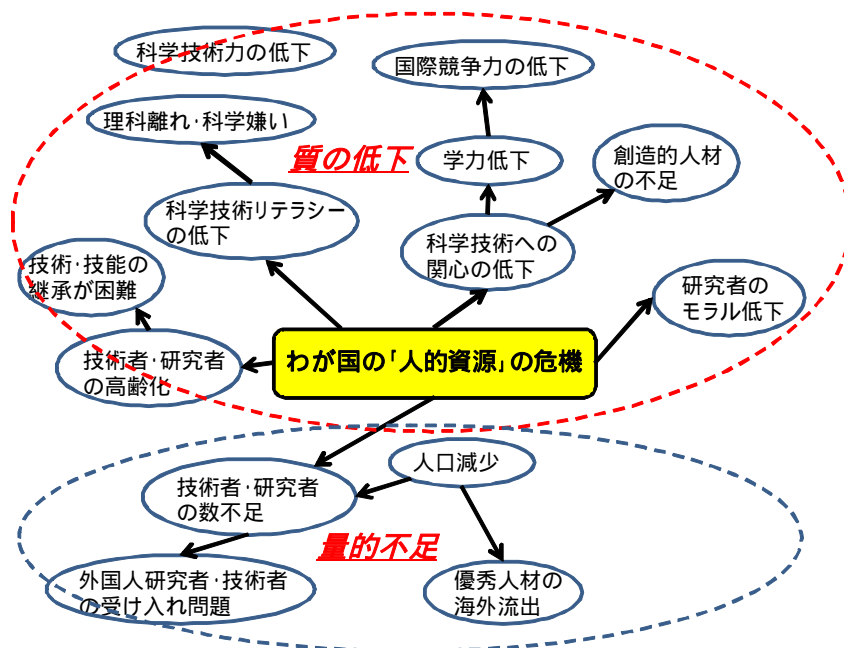 科学技術力の低下
国際競争力の低下
理科離れ・科学嫌い
質の低下
学力低下
創造的人材
の不足
科学技術リテラシー
の低下
科学技術への
関心の低下
技術・技能の
継承が困難
研究者の
モラル低下
わが国の「人的資源」の危機
技術者・研究者
の高齢化
人口減少
技術者・研究者
の数不足
量的不足
外国人研究者・技術者
の受け入れ問題
優秀人材の
海外流出